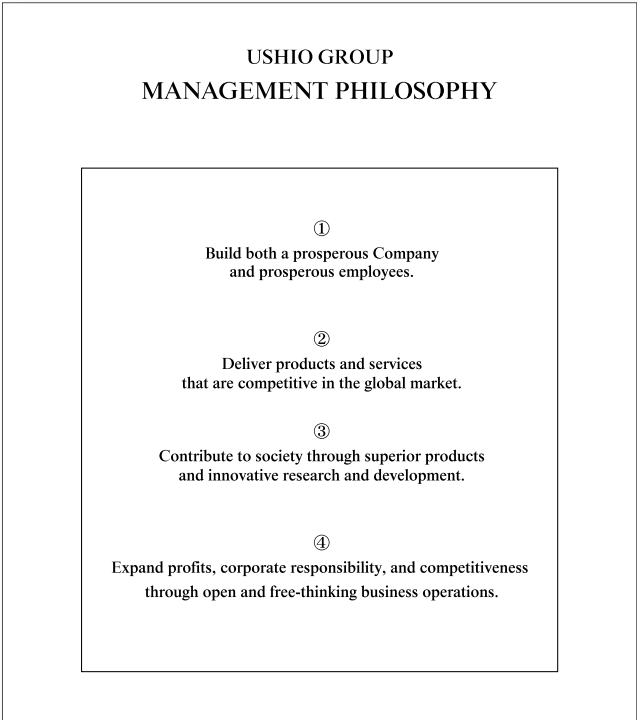 USHIO GROUP
MANAGEMENT PHILOSOPHY
①
Build both a prosperous Company
and prosperous employees.
②
Deliver products and services
that are competitive in the global market.
③
Contribute to society through superior products
and innovative research and development.
④
Expand profits, corporate responsibility, and competitiveness
through open and free-thinking business operations.